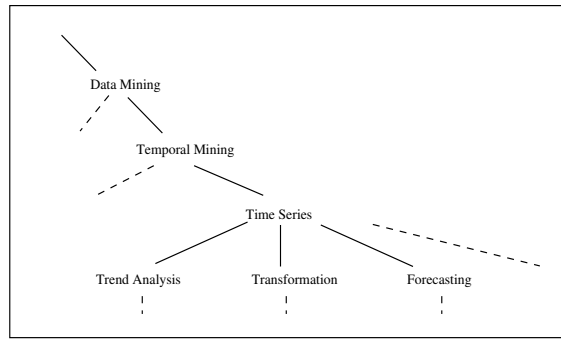 Data Mining
Temporal Mining
Time Series
Trend Analysis
Transformation
Forecasting